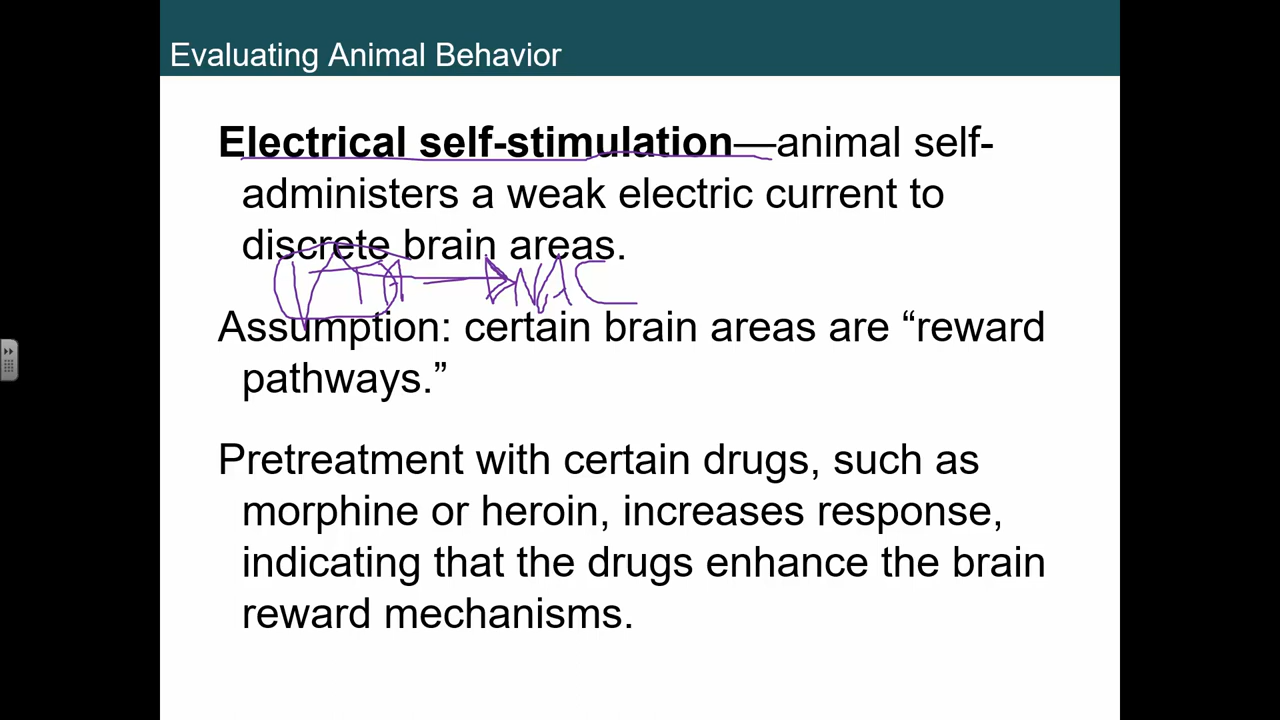 Evaluating Animal Behavior
Electrical self-stimulation—animal self-
administers a weak electric current to
discrete brain areas.
VTA → NAC
Assumption: certain brain areas are “reward
pathways.”
Pretreatment with certain drugs, such as
morphine or heroin, increases response,
indicating that the drugs enhance the brain
reward mechanisms.